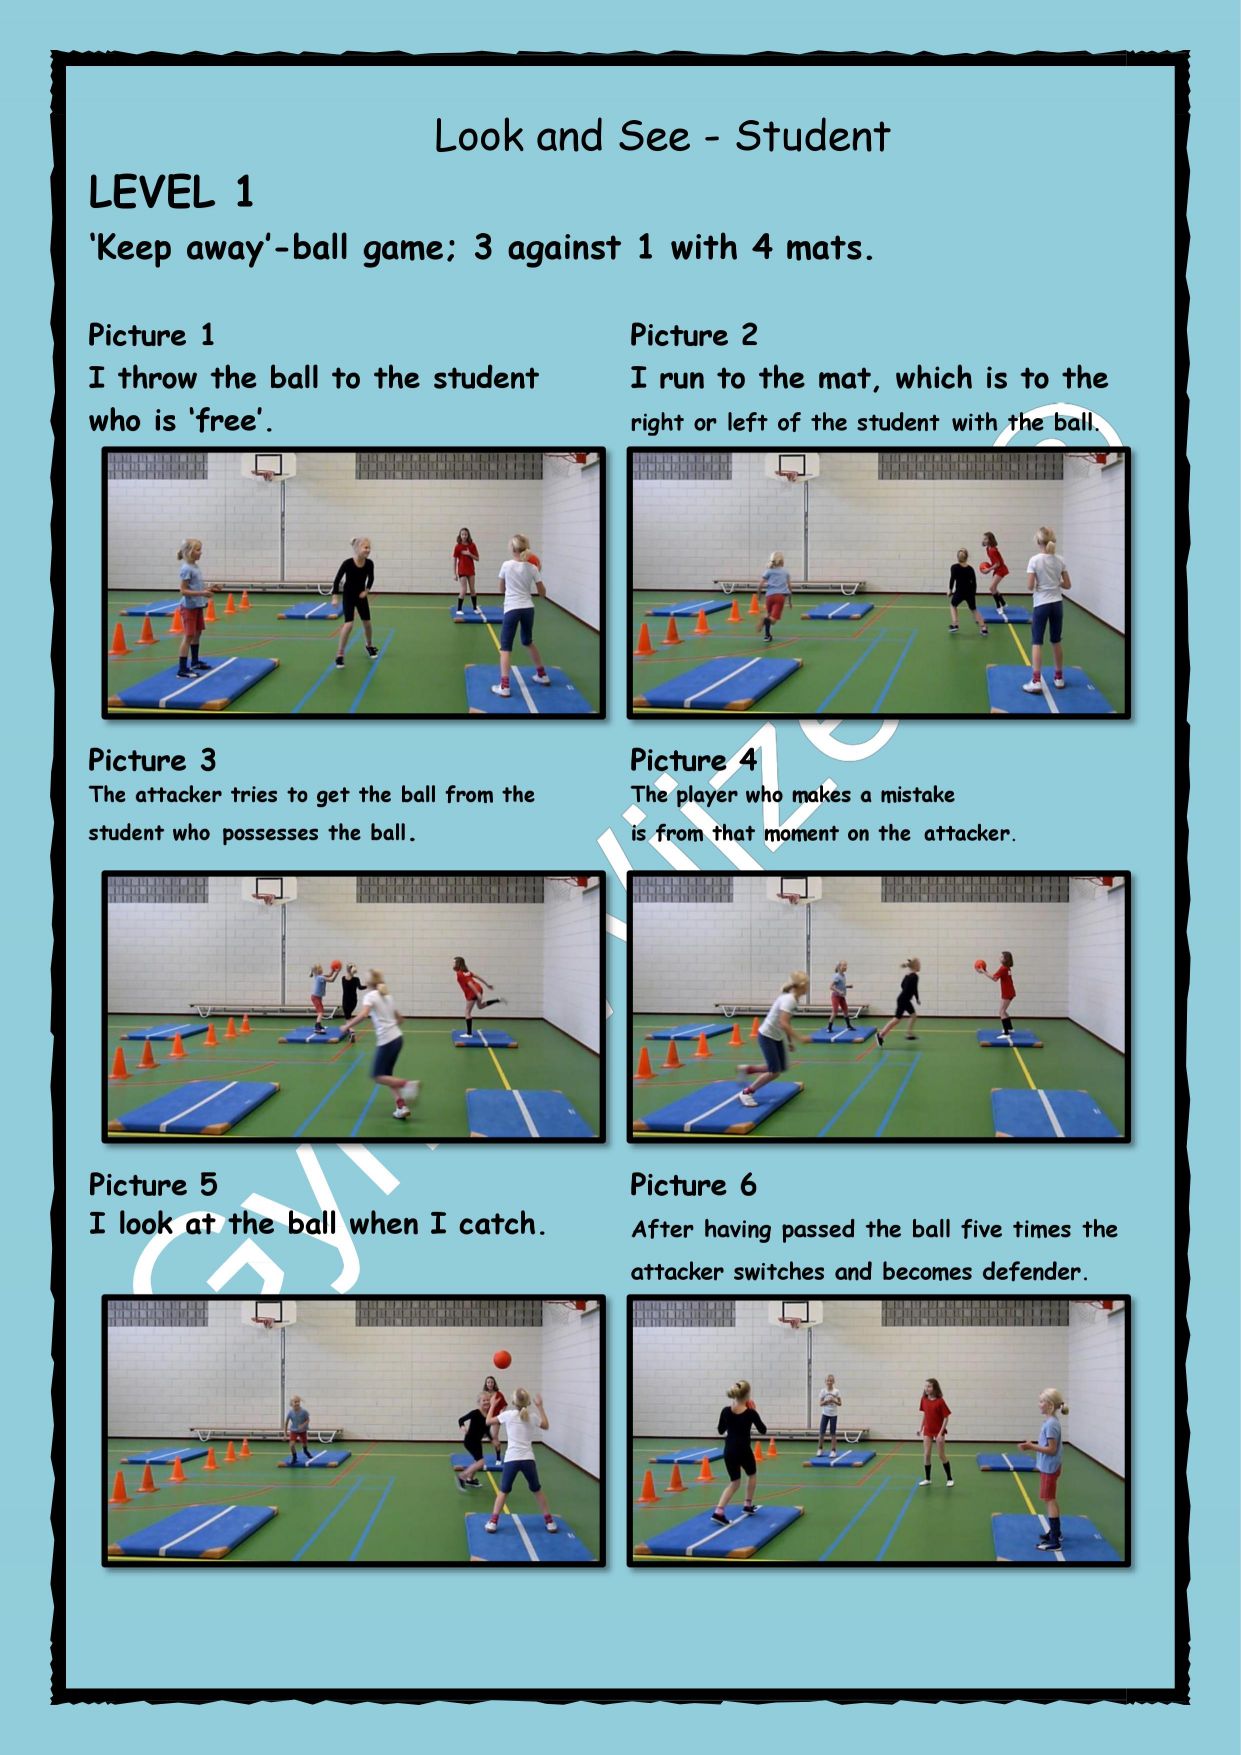 Look and See - Student
LEVEL 1
‘Keep away’-ball game; 3 against 1 with 4 mats.
Picture 1
I throw the ball to the student
who is ‘free’.
Picture 2
I run to the mat, which is to the
right or left of the student with the ball.
Picture 3
The attacker tries to get the ball from the
student who possesses the ball.
Picture 4
The player who makes a mistake
is from that moment on the attacker.
Picture 5
I look at the ball when I catch.
Picture 6
After having passed the ball five times the
attacker switches and becomes defender.